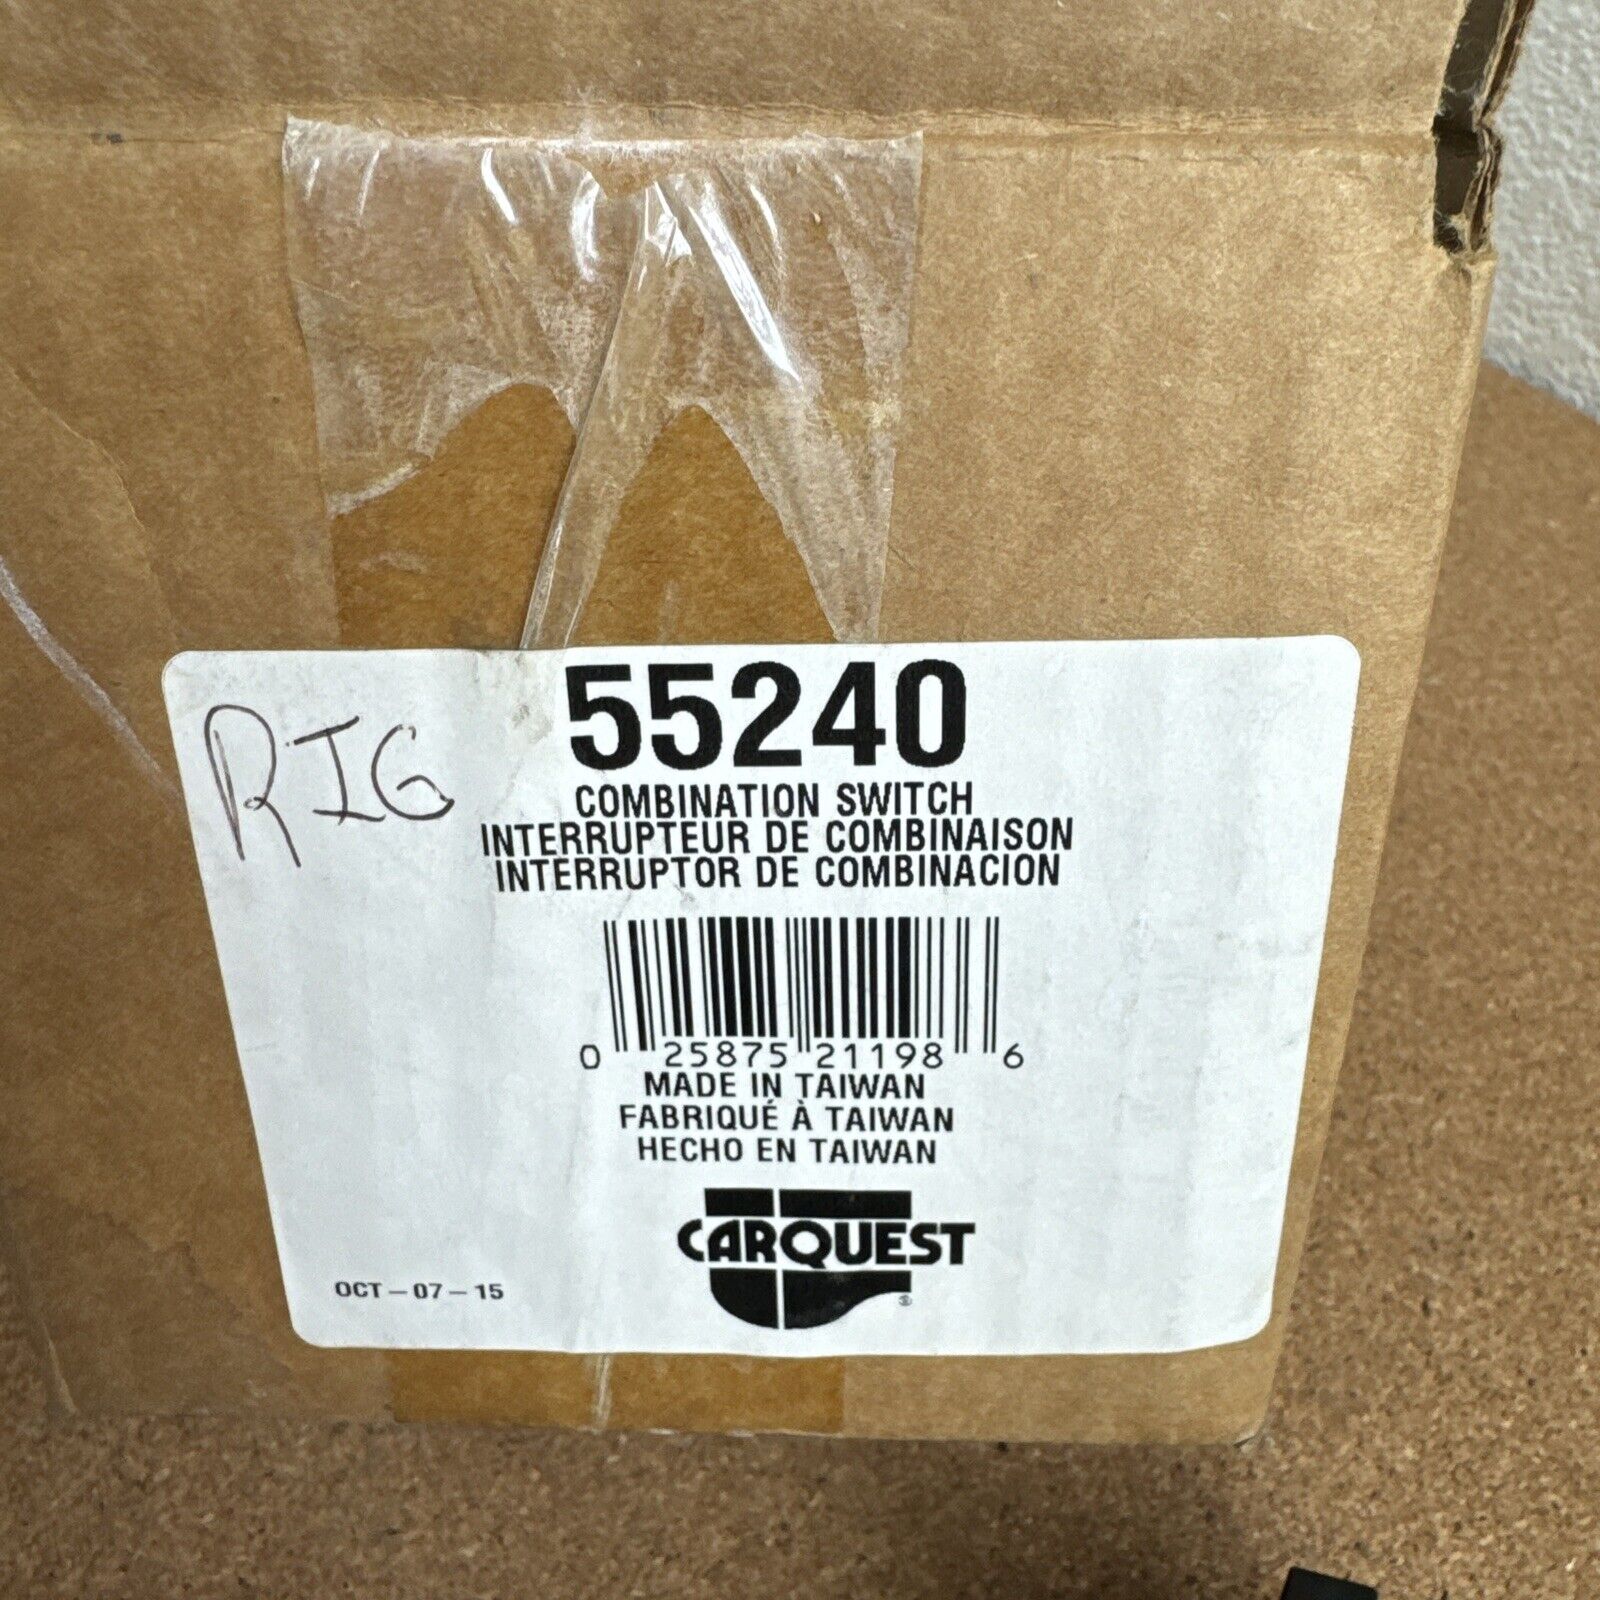 55240
RIG
COMBINATION SWITCH
INTERRUPTEUR DE COMBINAISON
INTERRUPTOR DE COMBINACION
0 25875 21198 6
MADE IN TAIWAN
FABRIQUÉ À TAIWAN
HECHO EN TAIWAN
CARQUEST
®
OCT-07-15